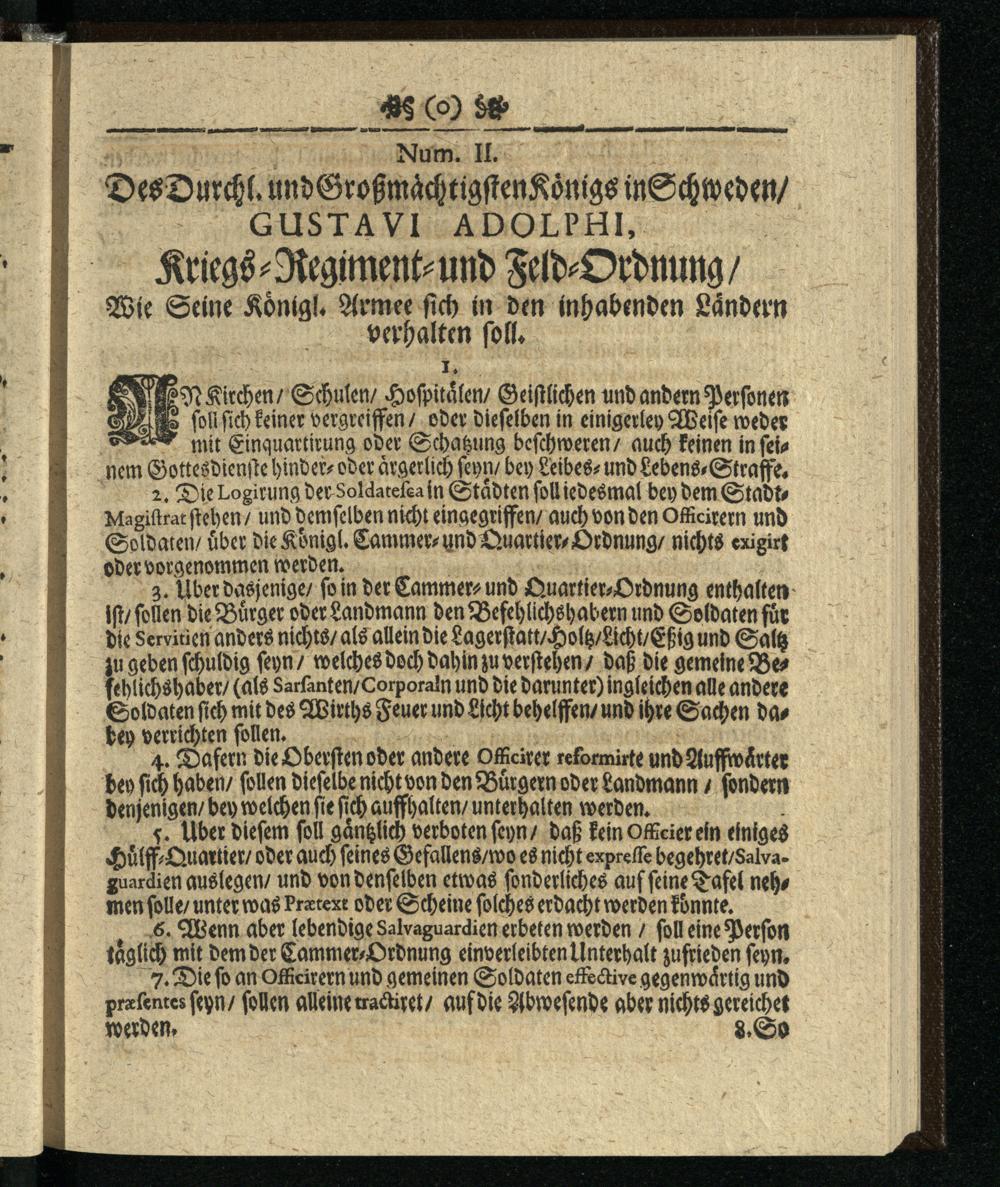 (o)
Num. II.
Des Durchl. und Großmächtigsten Königs in Schweden/
GUSTAVI ADOLPHI,
Kriegs-Regiment-und Feld-Ordnung/
Wie Seine Königl. Armee sich in den inhabenden Ländern
verhalten soll.
1.
AN Kirchen/ Schulen/ Hospitälen/ Geistlichen und andern Personen
soll sich keiner vergreiffen/ oder dieselben in einigerley Weise weder
mit Einquartirung oder Schatzung beschweren/ auch keinen in sei-
nem Gottesdienste hinder- oder ärgerlich seyn/ bey Leibes- und Lebens-Straffe.
2. Die Logirung der Soldatesca in Städten soll iedesmal bey dem Stadt-
Magistrat stehen/ und demselben nicht eingegriffen/ auch von den Officirern und
Soldaten/ über die Königl. Cammer- und Quartier-Ordnung/ nichts exigirt
oder vorgenommen werden.
3. Uber dasjenige/ so in der Cammer- und Quartier-Ordnung enthalten
ist/ sollen die Bürger oder Landmann den Befehlichshabern und Soldaten für
die Servitien anders nichts/ als allein die Lagerstatt/Holtz/Licht/Eßig und Saltz
zu geben schuldig seyn/ welches doch dahin zu verstehen/ daß die gemeine Be-
fehlichshaber/ (als Sarsanten/Corporaln und die darunter) ingleichen alle andere
Soldaten sich mit des Wirths Feuer und Licht behelffen/ und ihre Sachen da-
bey verrichten sollen.
4. Dafern die Obersten oder andere Officirer reformirte und Auffwärter
bey sich haben/ sollen dieselbe nicht von den Bürgern oder Landmann / sondern
denjenigen/ bey welchen sie sich auffhalten/ unterhalten werden.
5. Uber diesem soll gäntzlich verboten seyn/ daß kein Officier ein einiges
Hülff-Quartier/ oder auch seines Gefallens/wo es nicht expresse begehret/Salva-
guardien auslegen/ und von denselben etwas sonderliches auf seine Tafel neh-
men solle/ unter was Prætext oder Scheine solches erdacht werden könnte.
6. Wenn aber lebendige Salvaguardien erbeten werden / soll eine Person
täglich mit dem der Cammer-Ordnung einverleibten Unterhalt zufrieden seyn.
7. Die so an Officirern und gemeinen Soldaten effective gegenwärtig und
præsentes seyn/ sollen alleine tractiret/ auf die Abwesende aber nichts gereichet
werden.
8. So